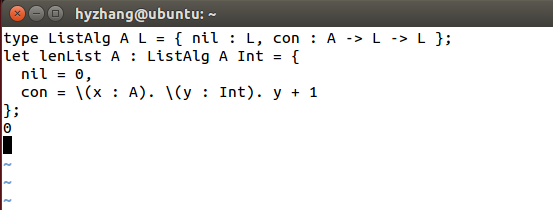 hyzhang@ubuntu: ~
type ListAlg A L = { nil : L, con : A -> L -> L };
let lenList A : ListAlg A Int = {
  nil = 0,
  con = \(x : A). \(y : Int). y + 1
};
0
~
~
~